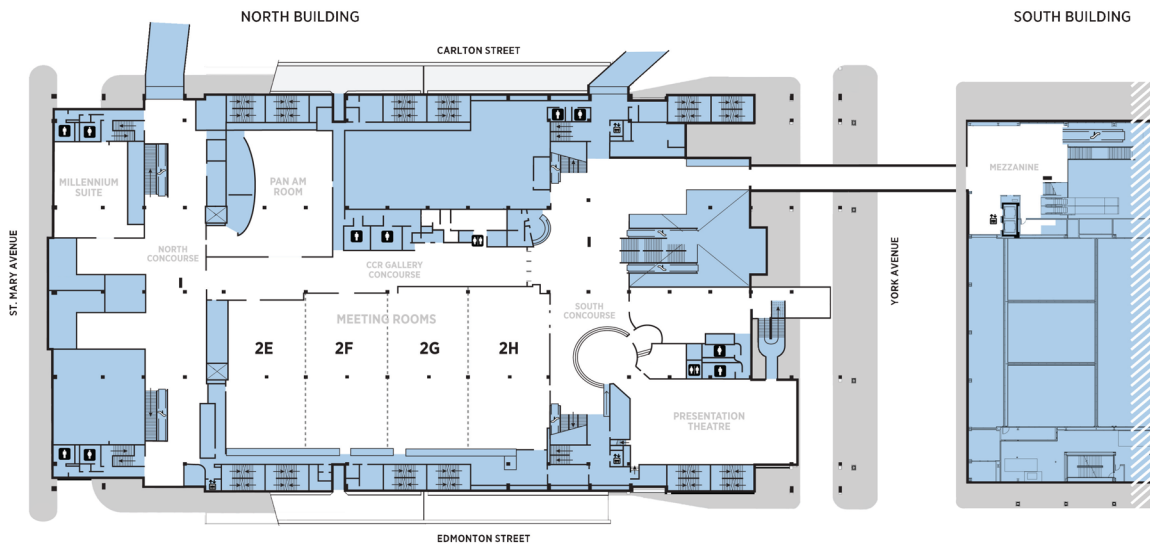 NORTH BUILDING
SOUTH BUILDING
CARLTON STREET
MILLENNIUM
SUITE
PAN AM
ROOM
MEZZANINE
ST. MARY AVENUE
NORTH
CONCOURSE
CCR GALLERY
CONCOURSE
YORK AVENUE
SOUTH
CONCOURSE
MEETING ROOMS
2E
2F
2G
2H
PRESENTATION
THEATRE
EDMONTON STREET